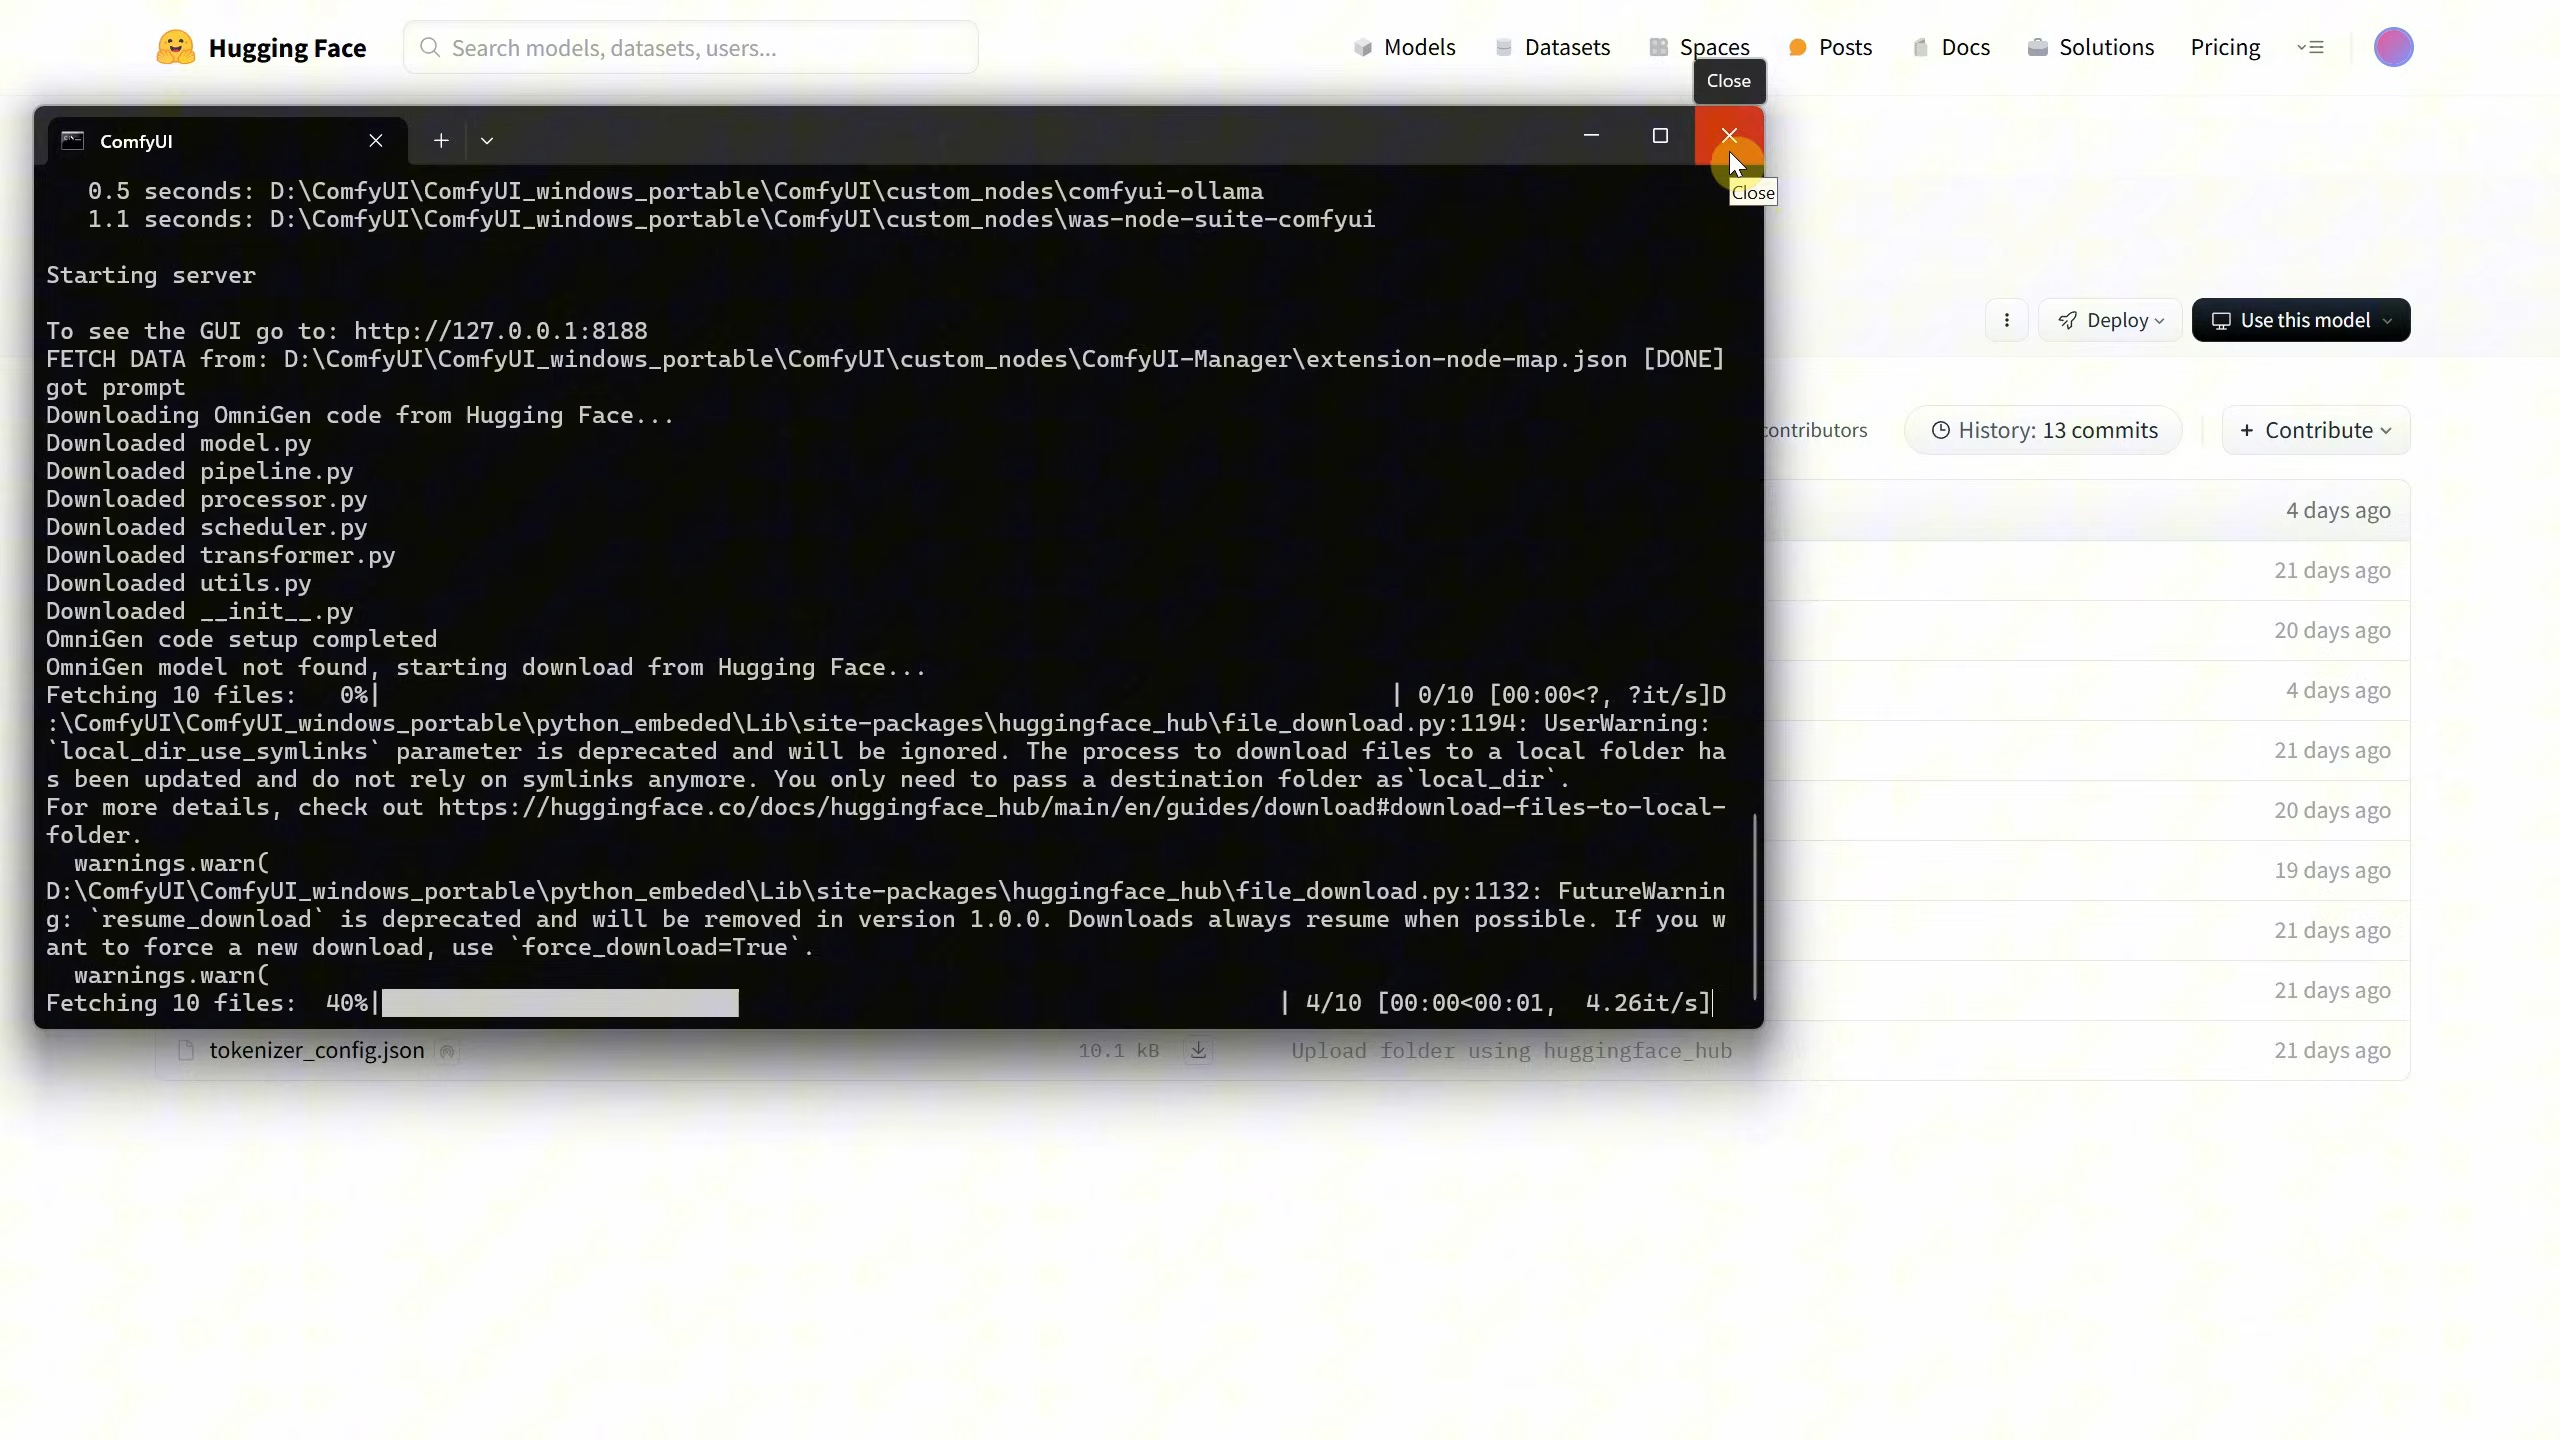 Hugging Face
Search models, datasets, users...
Models
Datasets
Spaces
Posts
Docs
Solutions
Pricing
Close
ComfyUI
Close
0.5 seconds: D:\ComfyUI\ComfyUI_windows_portable\ComfyUI\custom_nodes\comfyui-ollama
1.1 seconds: D:\ComfyUI\ComfyUI_windows_portable\ComfyUI\custom_nodes\was-node-suite-comfyui
Starting server
To see the GUI go to: http://127.0.0.1:8188
FETCH DATA from: D:\ComfyUI\ComfyUI_windows_portable\ComfyUI\custom_nodes\ComfyUI-Manager\extension-node-map.json [DONE]
got prompt
Downloading OmniGen code from Hugging Face...
Downloaded model.py
Downloaded pipeline.py
Downloaded processor.py
Downloaded scheduler.py
Downloaded transformer.py
Downloaded utils.py
Downloaded __init__.py
OmniGen code setup completed
OmniGen model not found, starting download from Hugging Face...
Fetching 10 files:   0%|          | 0/10 [00:00<?, ?it/s]D
:\ComfyUI\ComfyUI_windows_portable\python_embeded\Lib\site-packages\huggingface_hub\file_download.py:1194: UserWarning:
`local_dir_use_symlinks` parameter is deprecated and will be ignored. The process to download files to a local folder ha
s been updated and do not rely on symlinks anymore. You only need to pass a destination folder as`local_dir`.
For more details, check out https://huggingface.co/docs/huggingface_hub/main/en/guides/download#download-files-to-local-
folder.
warnings.warn(
D:\ComfyUI\ComfyUI_windows_portable\python_embeded\Lib\site-packages\huggingface_hub\file_download.py:1132: FutureWarnin
g: `resume_download` is deprecated and will be removed in version 1.0.0. Downloads always resume when possible. If you w
ant to force a new download, use `force_download=True`.
warnings.warn(
Fetching 10 files:  40%|          | 4/10 [00:00<00:01,  4.26it/s]
Deploy
Use this model
contributors
History: 13 commits
+ Contribute
4 days ago
21 days ago
20 days ago
4 days ago
21 days ago
20 days ago
19 days ago
21 days ago
21 days ago
tokenizer_config.json
10.1 kB
Upload folder using huggingface_hub
21 days ago